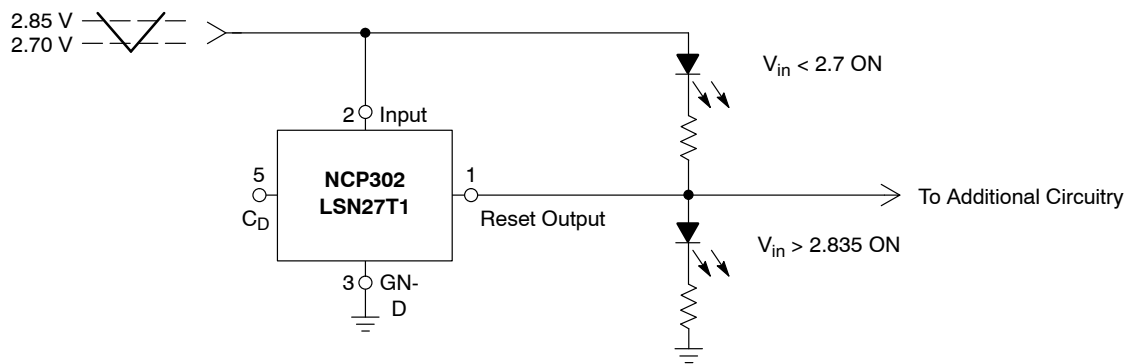 2.85 V
2.70 V
V_in < 2.7 ON
2 Input
NCP302
LSN27T1
5
C_D
1
Reset Output
To Additional Circuitry
V_in > 2.835 ON
3 GN-
D